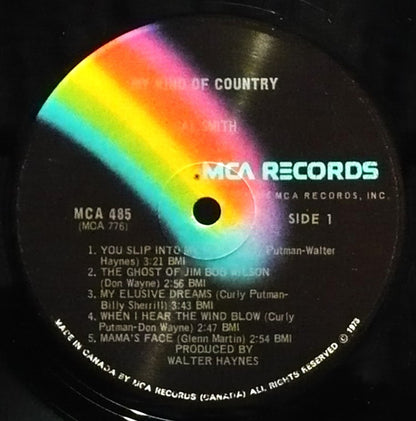 MY KIND OF COUNTRY
CAL SMITH
MCA RECORDS
MCA RECORDS, INC.
MCA 485
(MCA 776)
SIDE 1
1. YOU SLIP INTO MY Putman-Walter
Haynes) 3:21 BMI
2. THE GHOST OF JIM BOB WILSON
(Don Wayne) 2:56 BMI
3. MY ELUSIVE DREAMS (Curly Putman-
Billy Sherrill) 3:43 BMI
4. WHEN I HEAR THE WIND BLOW (Curly
Putman-Don Wayne) 2:47 BMI
5. MAMA'S FACE (Glenn Martin) 2:54 BMI
PRODUCED BY
WALTER HAYNES
MADE IN CANADA BY MCA RECORDS (CANADA) ALL RIGHTS RESERVED © 1973